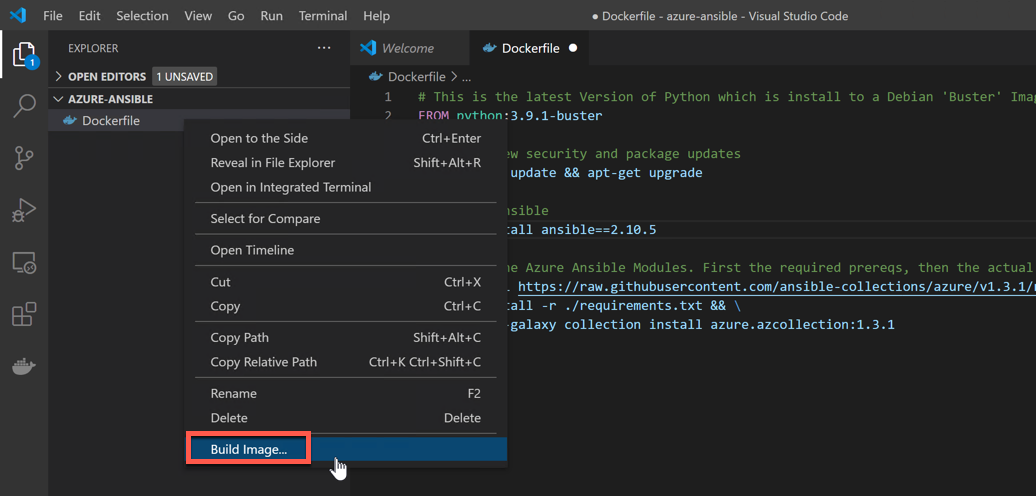 File Edit Selection View Go Run Terminal Help ● Dockerfile - azure-ansible - Visual Studio Code
EXPLORER ...
Welcome Dockerfile ●
1
OPEN EDITORS 1 UNSAVED
Dockerfile > ...
AZURE-ANSIBLE
1 # This is the latest Version of Python which is install to a Debian 'Buster'
Dockerfile
2 FROM python:3.9.1-buster
Open to the Side Ctrl+Enter
Reveal in File Explorer Shift+Alt+R
Open in Integrated Terminal
Select for Compare
Open Timeline
Cut Ctrl+X
Copy Ctrl+C
Copy Path Shift+Alt+C
Copy Relative Path Ctrl+K Ctrl+Shift+C
Rename F2
Delete Delete
Build Image...
security and package updates
update && apt-get upgrade
ansible==2.10.5
Azure Ansible Modules. First the required prereqs, then the actual
https://raw.githubusercontent.com/ansible-collections/azure/v1.3.1/
-r ./requirements.txt && \
-galaxy collection install azure.azcollection:1.3.1